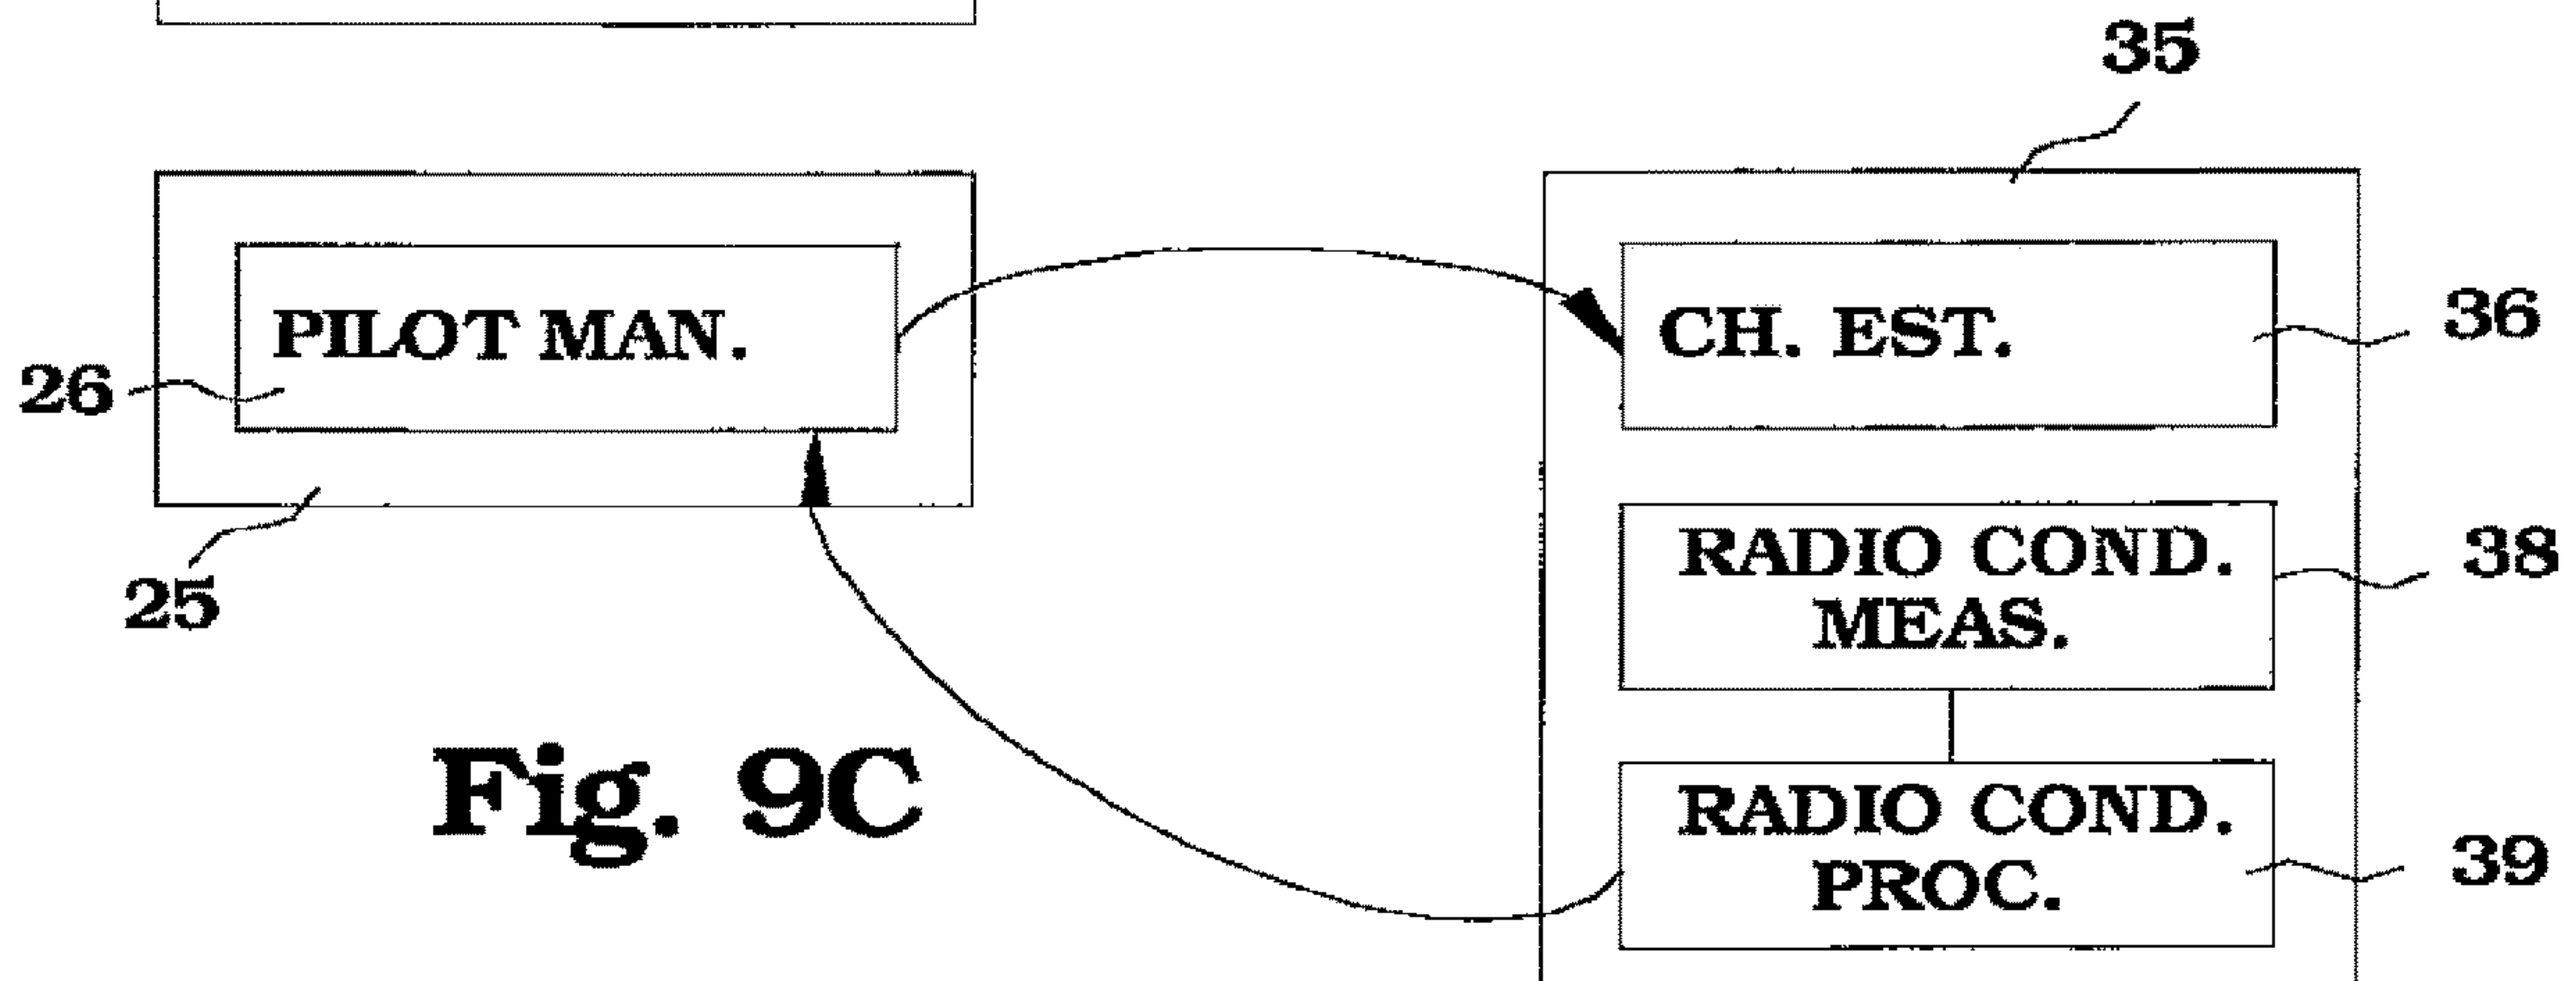 35
PILOT MAN.
CH. EST.
36
26
RADIO COND.
MEAS.
38
25
Fig. 9C
RADIO COND.
PROC.
39